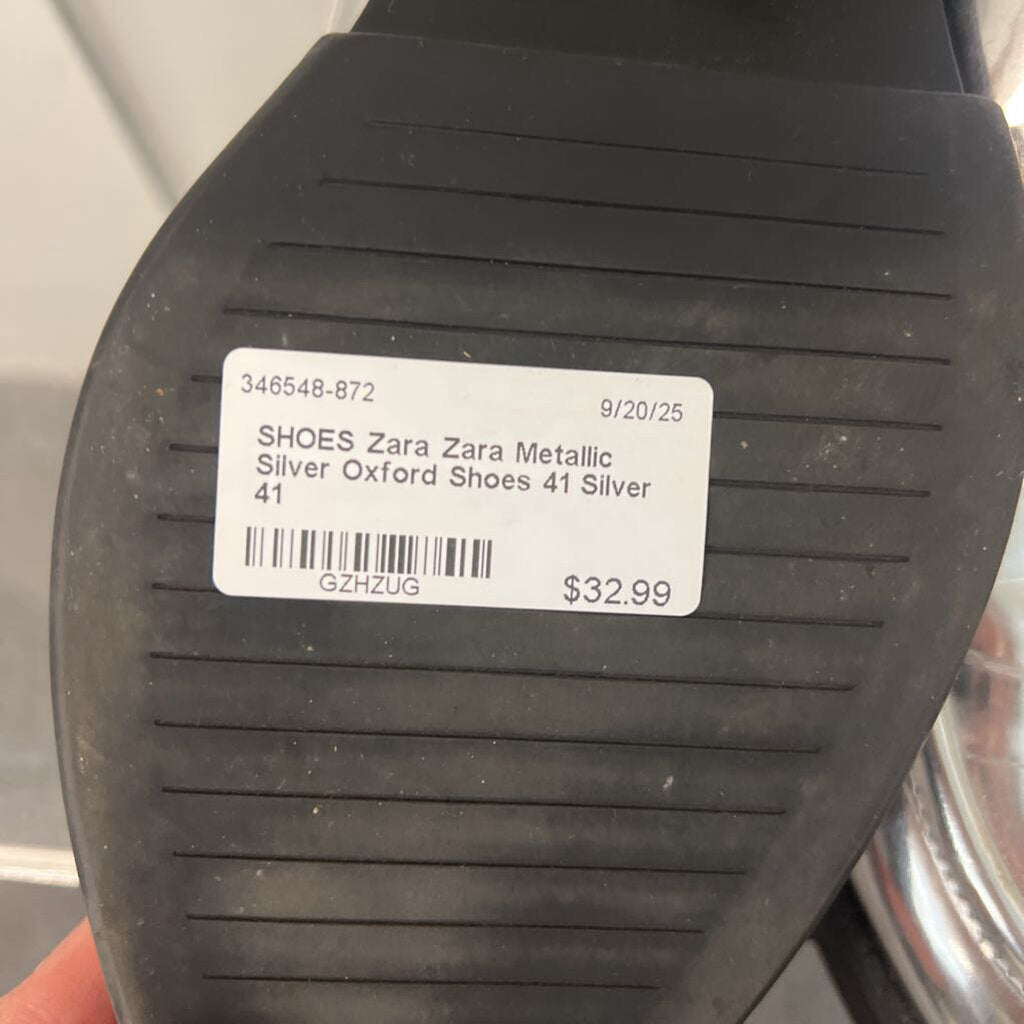 346548-872
9/20/25
SHOES Zara Zara Metallic
Silver Oxford Shoes 41 Silver
41
GZHZUG
$32.99